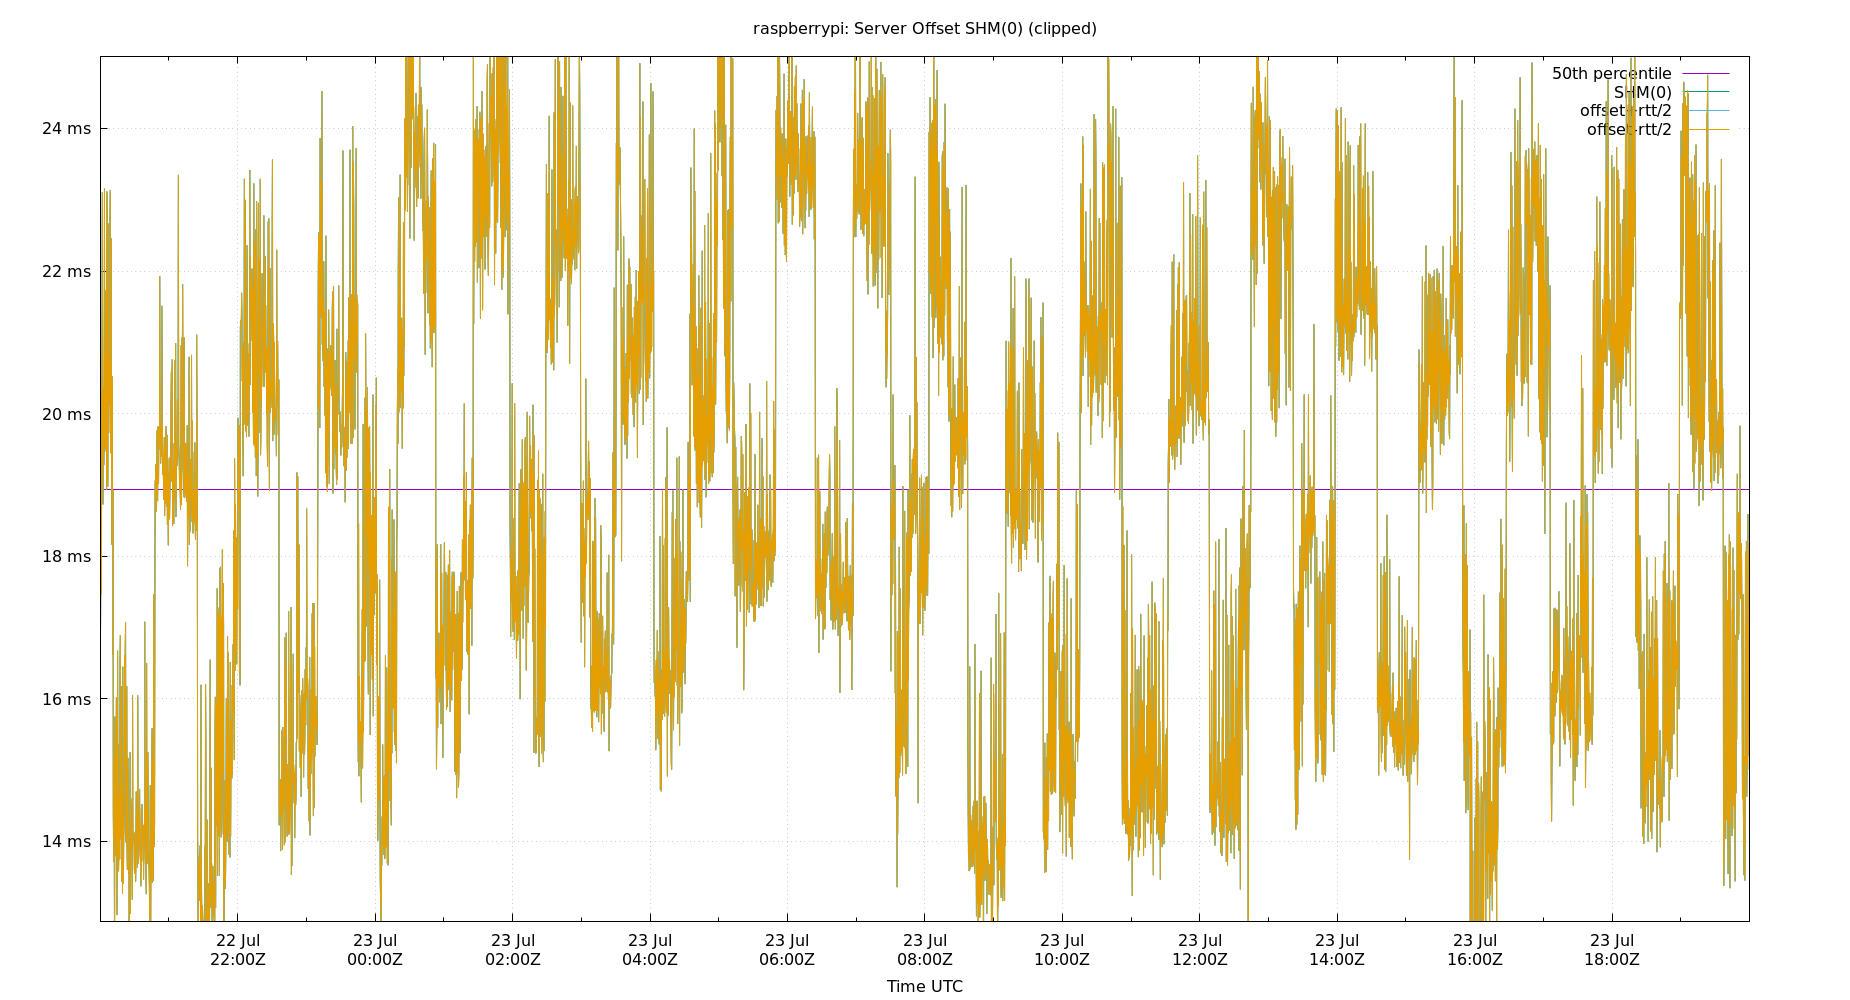 raspberrypi: Server Offset SHM(0) (clipped)
50th percentile
SHM(0)
offset+rtt/2
offset-rtt/2
24 ms
22 ms
20 ms
18 ms
16 ms
14 ms
22 Jul 23 Jul 23 Jul 23 Jul 23 Jul 23 Jul 23 Jul 23 Jul 23 Jul 23 Jul 23 Jul
22:00Z 00:00Z 02:00Z 04:00Z 06:00Z 08:00Z 10:00Z 12:00Z 14:00Z 16:00Z 18:00Z
Time UTC